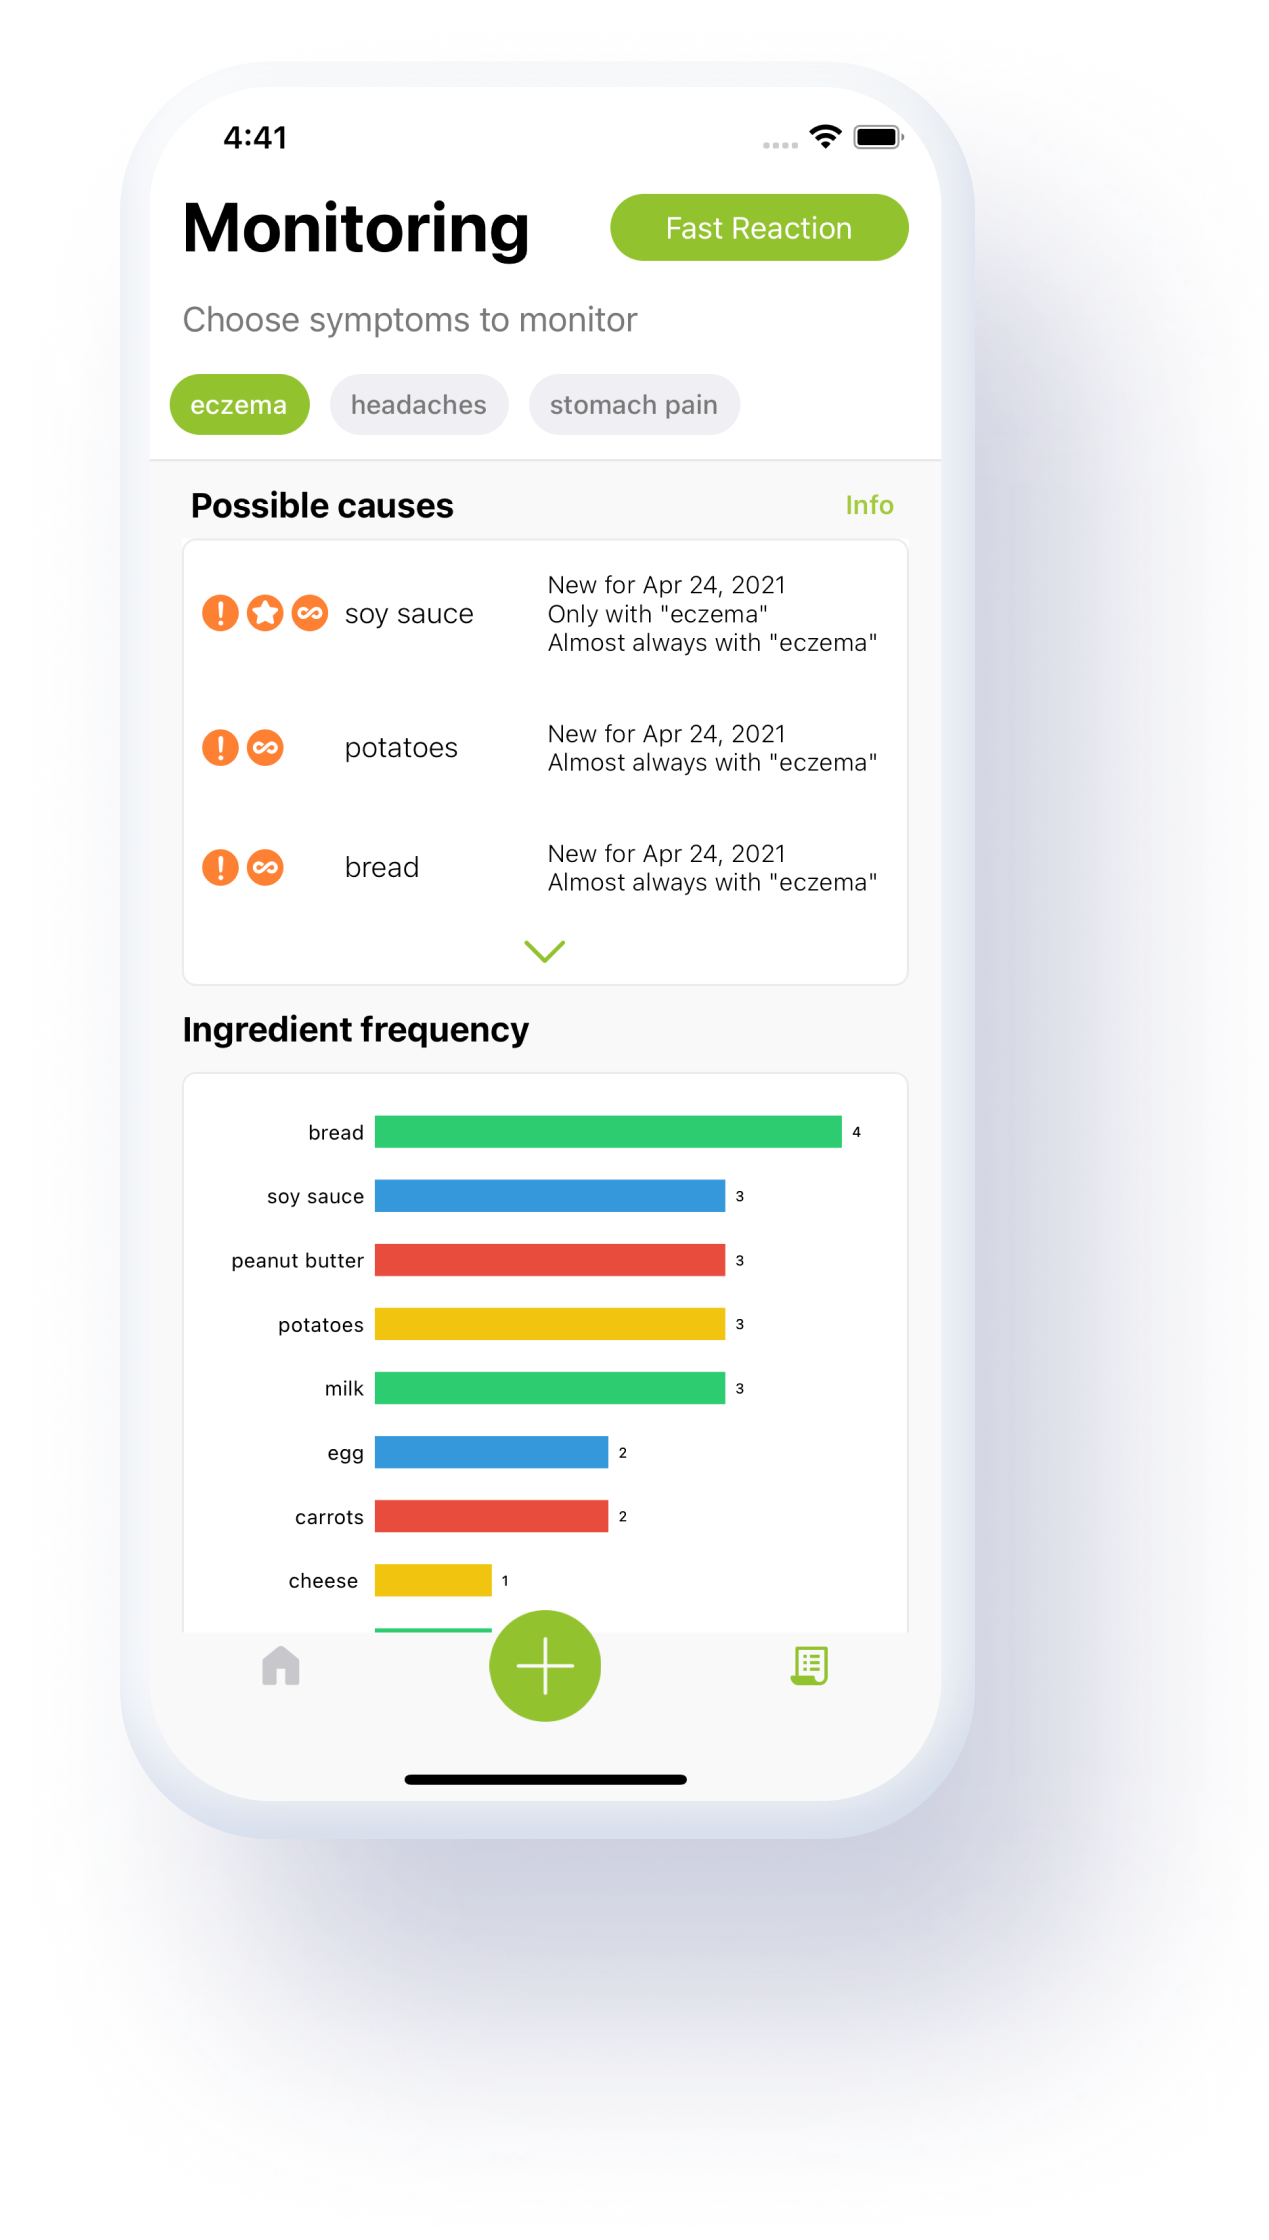 4:41
Monitoring
Fast Reaction
Choose symptoms to monitor
eczema
headaches
stomach pain
Possible causes
Info
soy sauce
New for Apr 24, 2021
Only with "eczema"
Almost always with "eczema"
potatoes
New for Apr 24, 2021
Almost always with "eczema"
bread
New for Apr 24, 2021
Almost always with "eczema"
Ingredient frequency
bread 4
soy sauce 3
peanut butter 3
potatoes 3
milk 3
egg 2
carrots 2
cheese 1